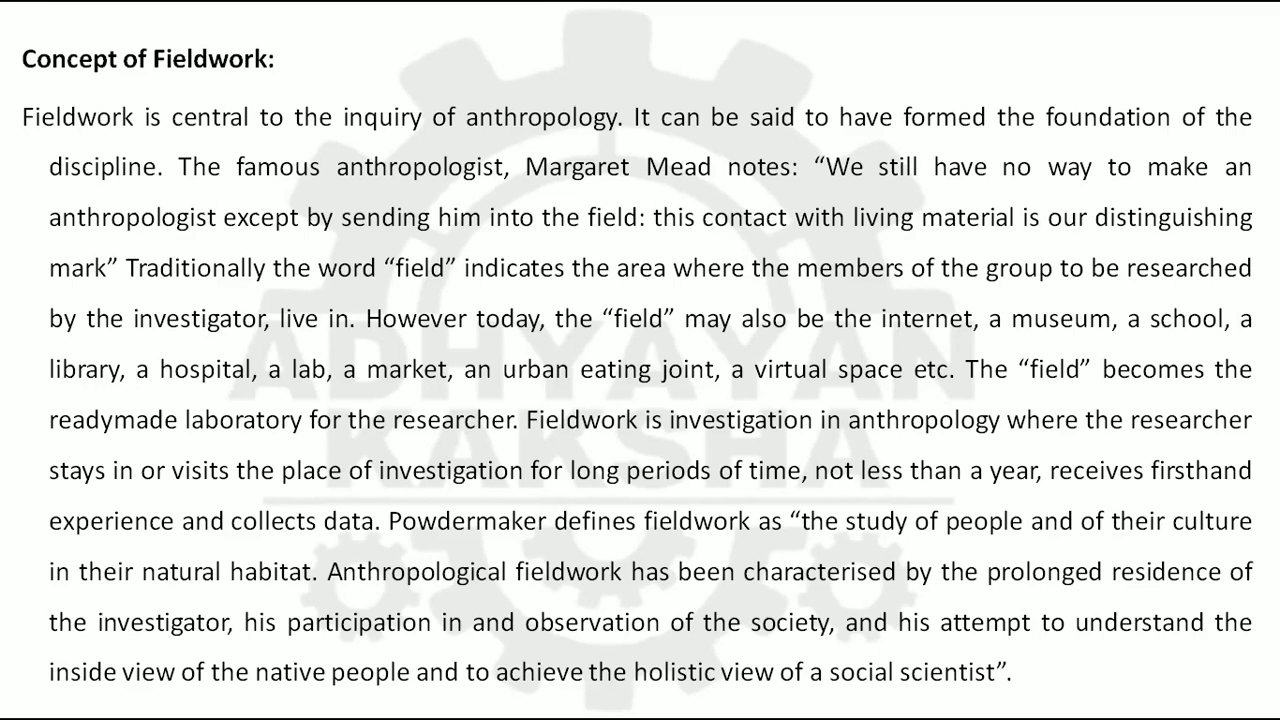 Concept of Fieldwork:
Fieldwork is central to the inquiry of anthropology. It can be said to have formed the foundation of the
discipline. The famous anthropologist, Margaret Mead notes: “We still have no way to make an
anthropologist except by sending him into the field: this contact with living material is our distinguishing
mark” Traditionally the word “field” indicates the area where the members of the group to be researched
by the investigator, live in. However today, the “field” may also be the internet, a museum, a school, a
library, a hospital, a lab, a market, an urban eating joint, a virtual space etc. The “field” becomes the
readymade laboratory for the researcher. Fieldwork is investigation in anthropology where the researcher
stays in or visits the place of investigation for long periods of time, not less than a year, receives firsthand
experience and collects data. Powdermaker defines fieldwork as “the study of people and of their culture
in their natural habitat. Anthropological fieldwork has been characterised by the prolonged residence of
the investigator, his participation in and observation of the society, and his attempt to understand the
inside view of the native people and to achieve the holistic view of a social scientist”.
ADHYAYAN
KAKSHA